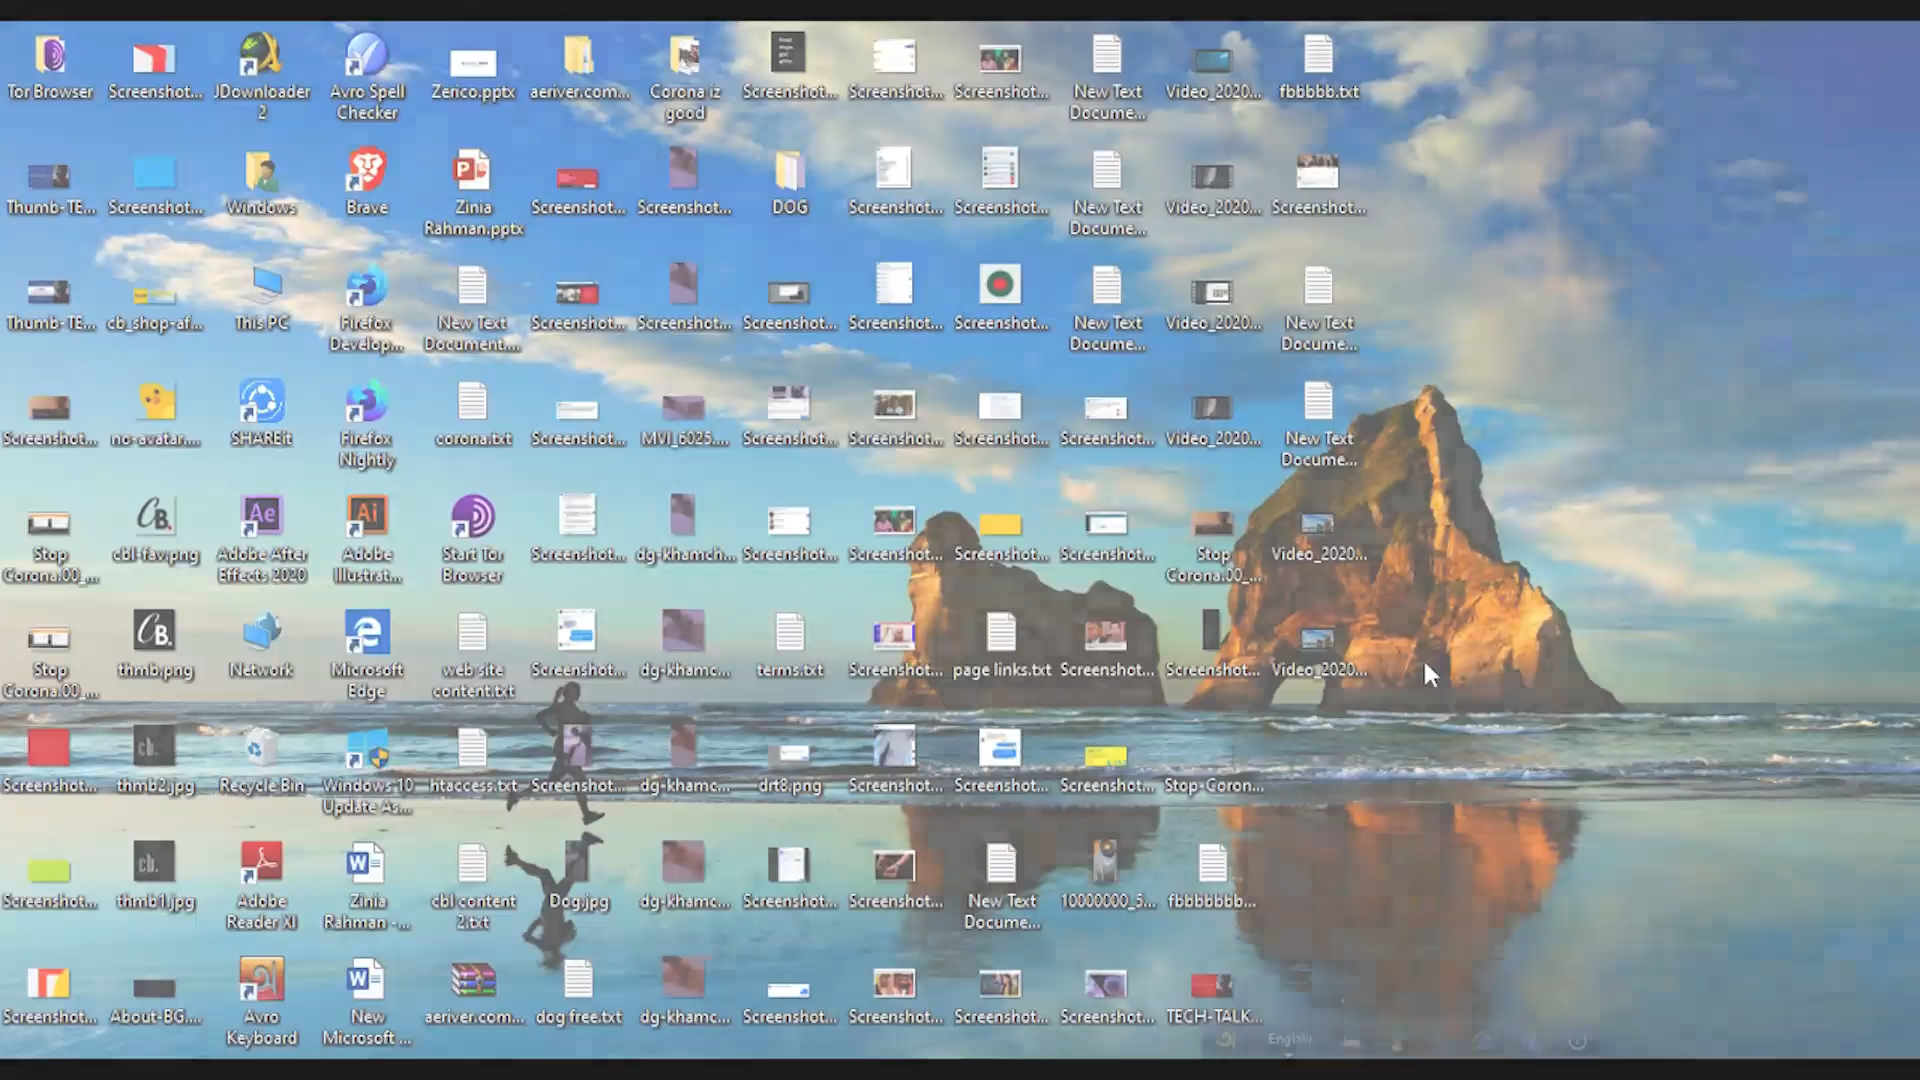 Tor Browser
Screenshot...
JDownloader
2
Avro Spell
Checker
Zerico.pptx
aeriver.com...
Corona iz
good
Screenshot...
Screenshot...
Screenshot...
New Text
Docume...
Video_2020...
fbbbbb.txt
Thumb-TE...
Screenshot...
Windows
Brave
Zinia
Rahman.pptx
Screenshot...
Screenshot...
DOG
Screenshot...
Screenshot...
New Text
Docume...
Video_2020...
Screenshot...
Thumb-TE...
cb_shop-af...
This PC
Firefox
Develop...
New Text
Document....
Screenshot...
Screenshot...
Screenshot...
Screenshot...
Screenshot...
New Text
Docume...
Video_2020...
New Text
Docume...
Screenshot...
no-avatar....
SHAREit
Firefox
Nightly
corona.txt
Screenshot...
MVI_6025....
Screenshot...
Screenshot...
Screenshot...
Screenshot...
Video_2020...
New Text
Docume...
Stop
Corona.00_...
CB.
cbl-fav.png
Ae
Adobe After
Effects 2020
Ai
Adobe
Illustrat...
Start Tor
Browser
Screenshot...
dg-khamch...
Screenshot...
Screenshot...
Screenshot...
Screenshot...
Stop
Corona.00_...
Video_2020...
Stop
Corona.00_...
CB.
thmb.png
Network
Microsoft
Edge
web site
content.txt
Screenshot...
dg-khamc...
terms.txt
Screenshot...
page links.txt
Screenshot...
Screenshot...
Video_2020...
Screenshot...
cb.
thmb2.jpg
Recycle Bin
Windows 10
Update As...
htaccess.txt
Screenshot...
dg-khamc...
drt8.png
Screenshot...
Screenshot...
Screenshot...
Stop-Coron...
Screenshot...
cb.
thmb1.jpg
Adobe
Reader XI
Zinia
Rahman -...
cbl content
2.txt
Dog.jpg
dg-khamc...
Screenshot...
Screenshot...
New Text
Docume...
10000000_3...
fbbbbbbb...
Screenshot...
About-BG....
Avro
Keyboard
New
Microsoft ...
aeriver.com...
dog free.txt
dg-khamc...
Screenshot...
Screenshot...
Screenshot...
Screenshot...
TECH-TALK...
English